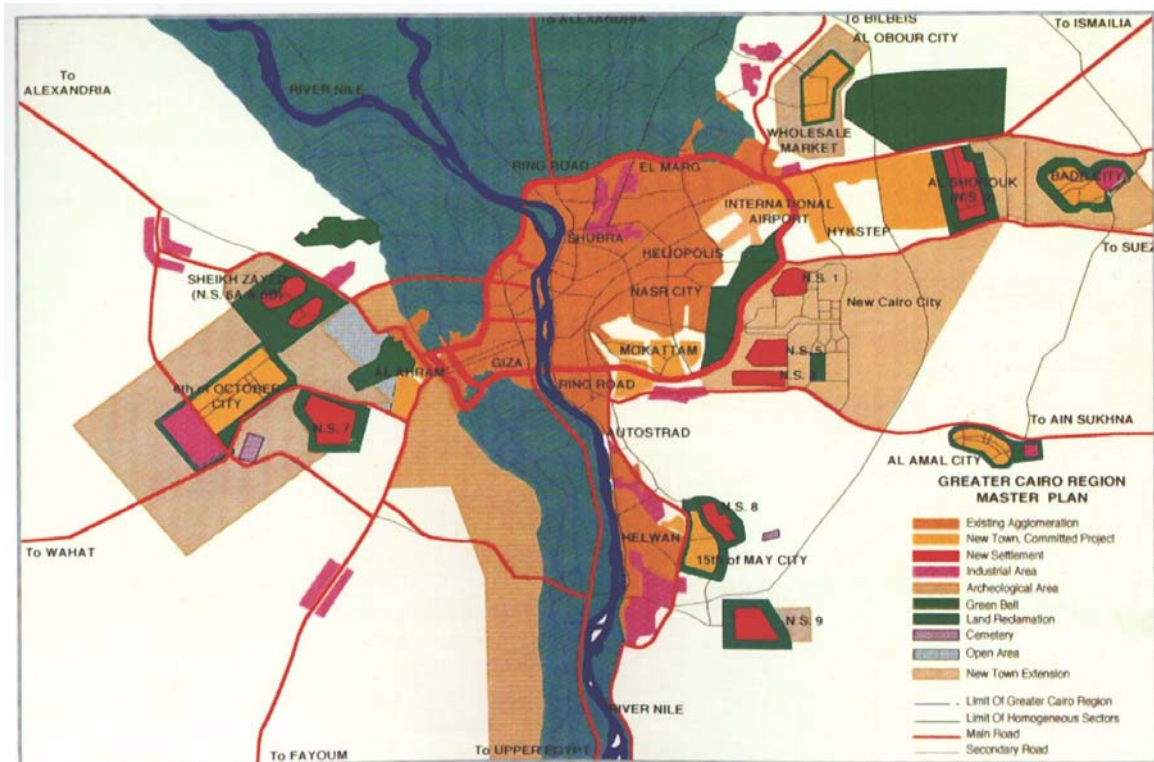 To ALEXANDRIA
To BILBEIS
To ISMAILIA
AL OBOUR CITY
To
ALEXANDRIA
RIVER NILE
WHOLESALE
MARKET
RING ROAD
EL MARG
AL SHOROUK
BADR CITY
INTERNATIONAL
AIRPORT
HYKSTEP
SHUBRA
HELIOPOLIS
To SUEZ
SHEIKH ZAYED
NASR CITY
N.S. 1
New Cairo City
MOKATTAM
N.S. 5
GIZA
AL AHRAM
6th of OCTOBER
CITY
RING ROAD
N.S. 7
AUTOSTRAD
To AIN SUKHNA
AL AMAL CITY
GREATER CAIRO REGION
MASTER PLAN
Existing Agglomeration
New Town, Committed Project
New Settlement
Industrial Area
Archeological Area
Green Belt
Land Reclamation
Cemetery
Open Area
New Town Extension
Limit Of Greater Cairo Region
Limit Of Homogeneous Sectors
Main Road
Secondary Road
N.S. 8
HELWAN
15th of MAY CITY
To WAHAT
N.S. 9
RIVER NILE
To FAYOUM
To UPPER EGYPT